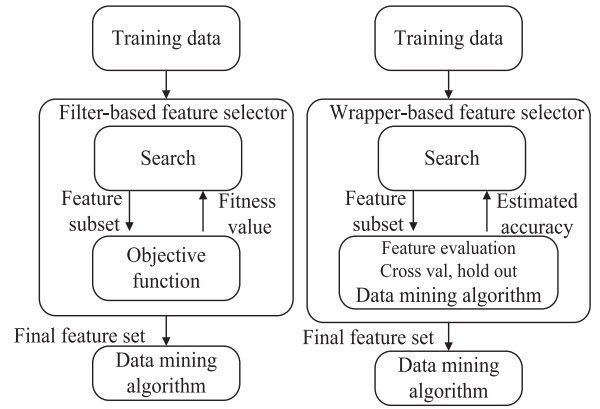 Training data
Filter-based feature selector
Search
Feature
subset
Fitness
value
Objective
function
Final feature set
Data mining
algorithm
Training data
Wrapper-based feature selector
Search
Feature
subset
Estimated
accuracy
Feature evaluation
Cross val, hold out
Data mining algorithm
Final feature set
Data mining
algorithm